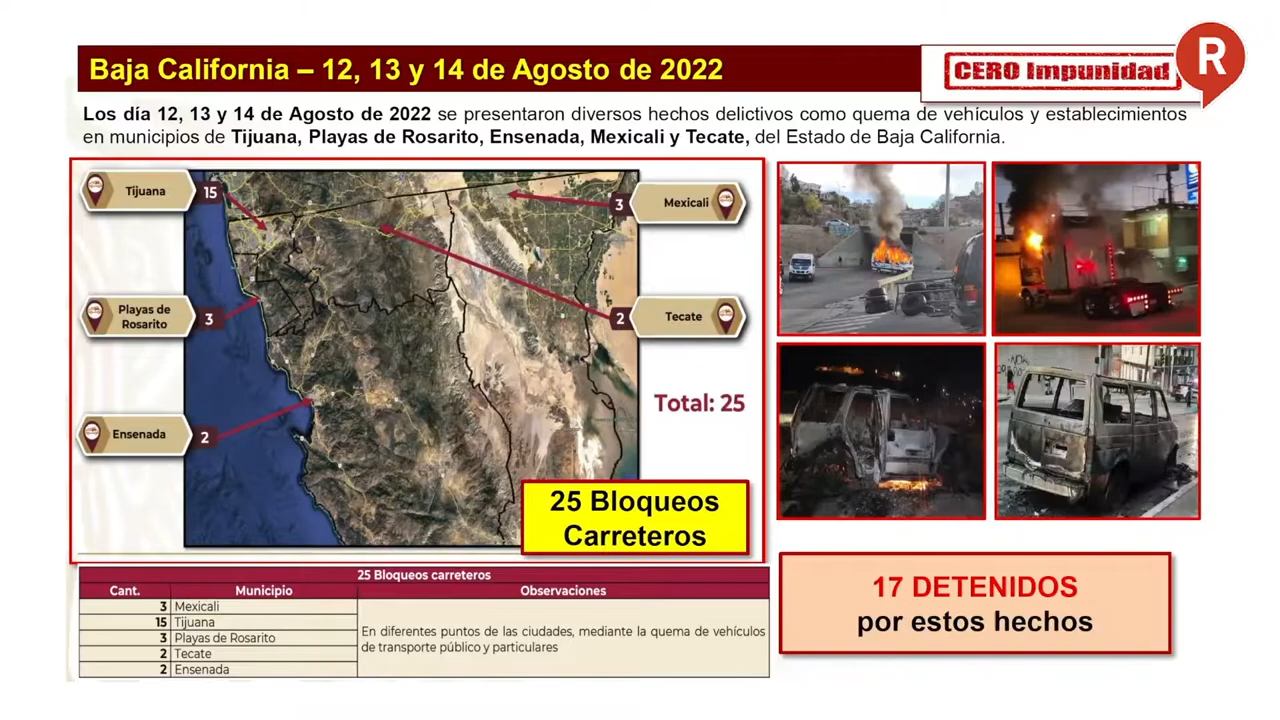 Baja California – 12, 13 y 14 de Agosto de 2022
CERO Impunidad
R
Los día 12, 13 y 14 de Agosto de 2022 se presentaron diversos hechos delictivos como quema de vehículos y establecimientos
en municipios de Tijuana, Playas de Rosarito, Ensenada, Mexicali y Tecate, del Estado de Baja California.
Tijuana 15
3 Mexicali
Playas de
Rosarito 3
2 Tecate
Total: 25
Ensenada 2
25 Bloqueos
Carreteros
25 Bloqueos carreteros
Cant. Municipio Observaciones
3 Mexicali
15 Tijuana
3 Playas de Rosarito
2 Tecate
2 Ensenada
En diferentes puntos de las ciudades, mediante la quema de vehículos
de transporte público y particulares
17 DETENIDOS
por estos hechos